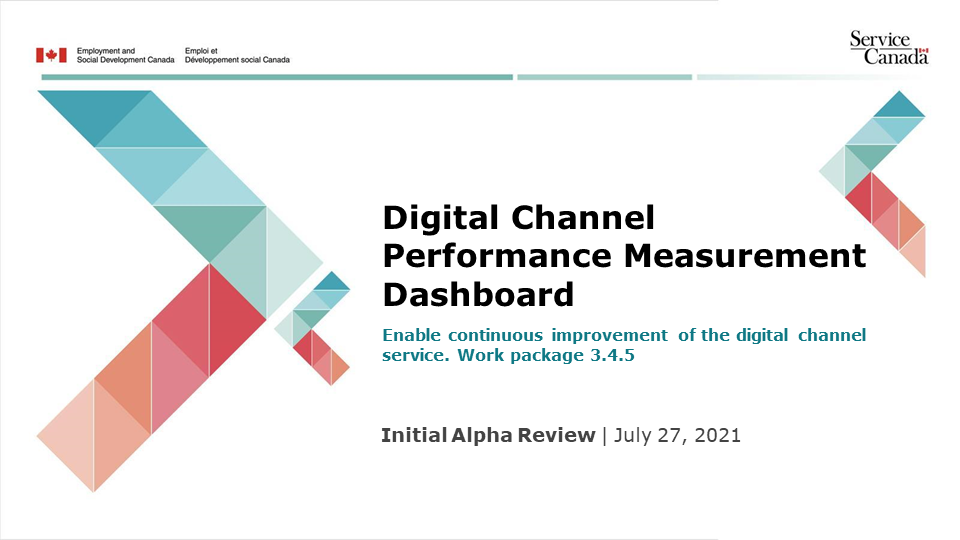 Employment and
Social Development Canada
Emploi et
Développement social Canada
Service
Canada
Digital Channel
Performance Measurement
Dashboard
Enable continuous improvement of the digital channel
service. Work package 3.4.5
Initial Alpha Review | July 27, 2021